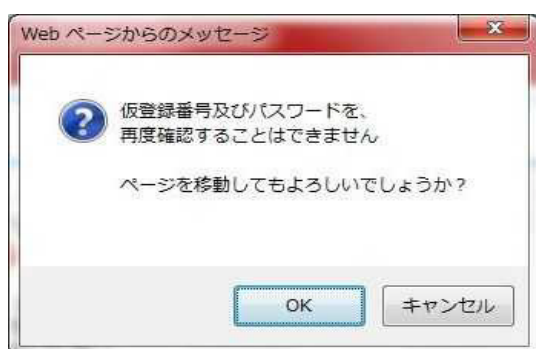 Web ページからのメッセージ
仮登録番号及びパスワードを、
再度確認することはできません
ページを移動してもよろしいでしょうか？
OK
キャンセル